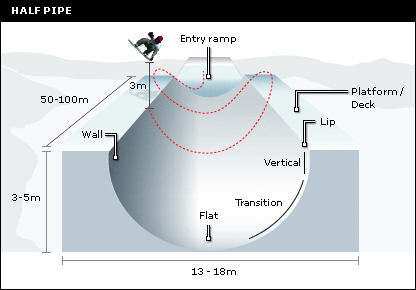 HALF PIPE
Entry ramp
3m
50-100m
Platform /
Deck
Lip
Wall
Vertical
3-5m
Transition
Flat
13 - 18m